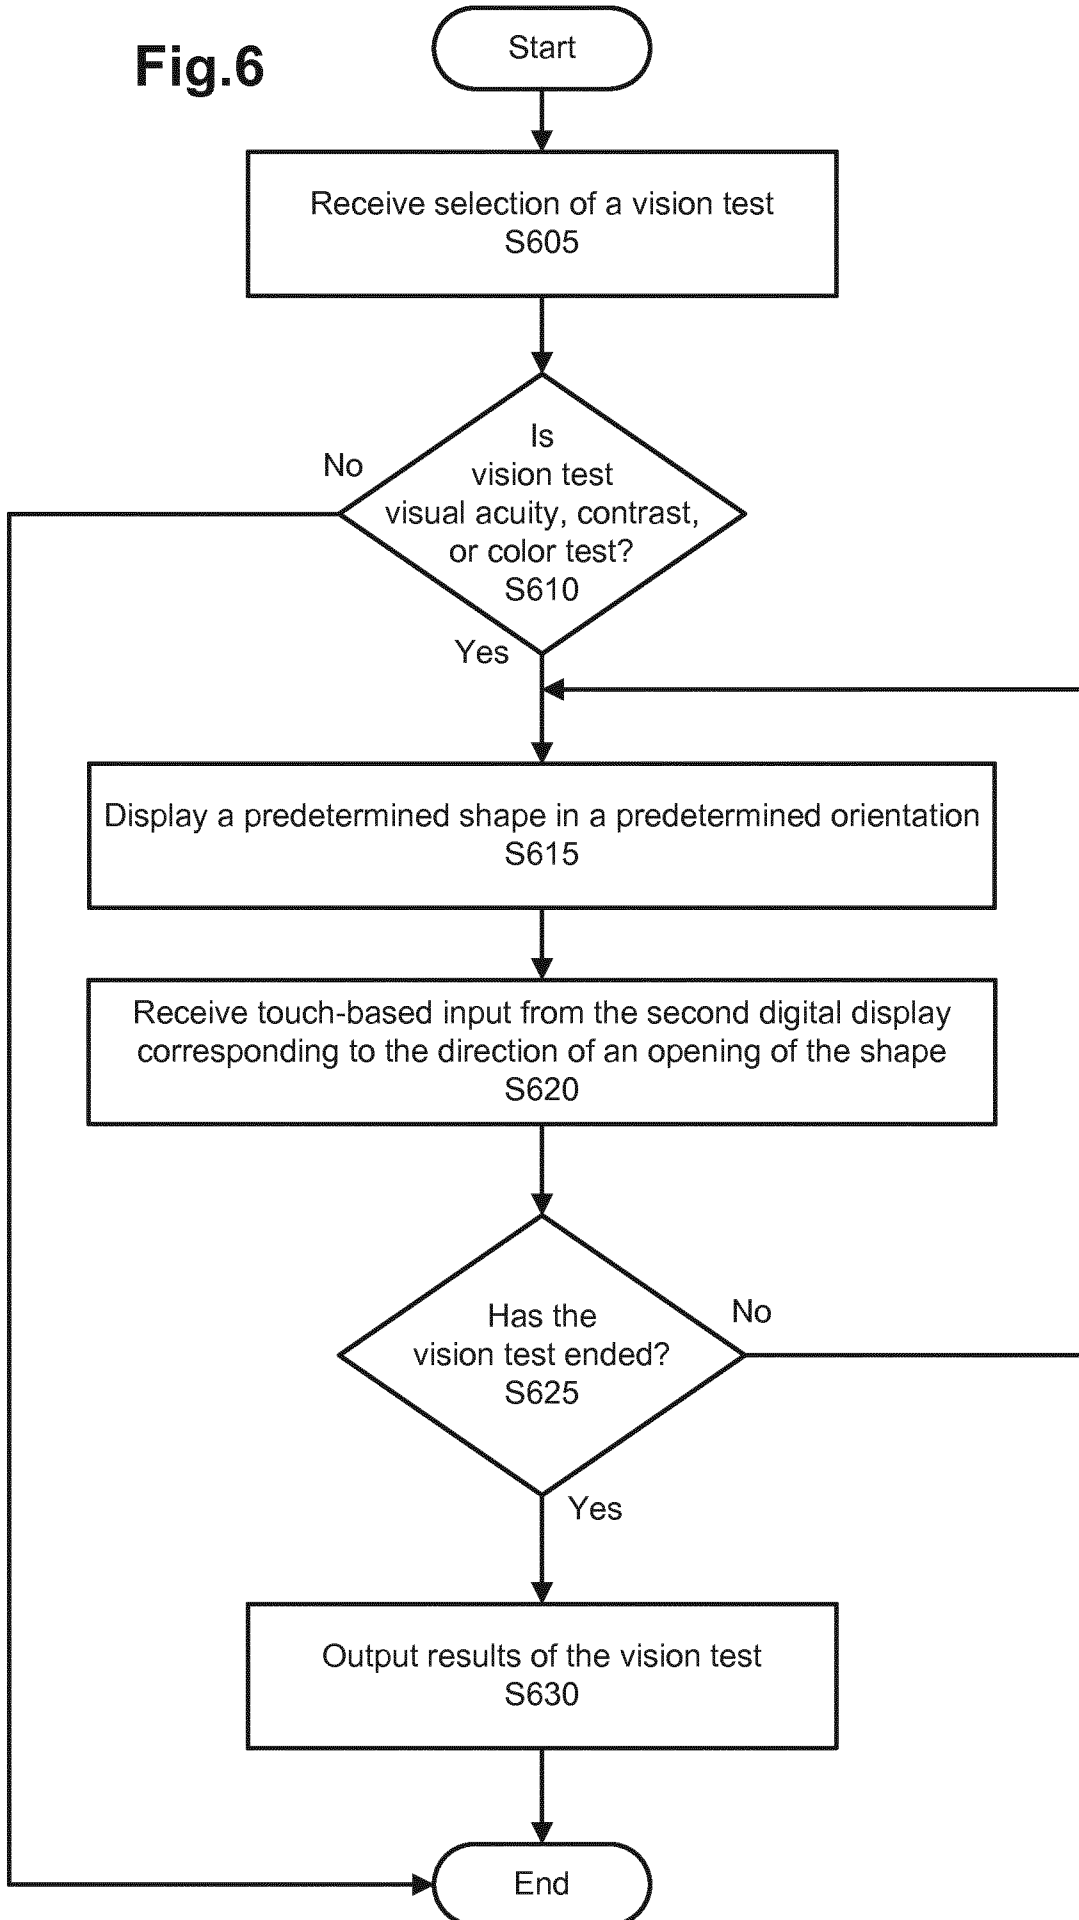 Fig.6
Start
Receive selection of a vision test
S605
Is
vision test
visual acuity, contrast,
or color test?
S610
No
Yes
Display a predetermined shape in a predetermined orientation
S615
Receive touch-based input from the second digital display
corresponding to the direction of an opening of the shape
S620
Has the
vision test ended?
S625
No
Yes
Output results of the vision test
S630
End